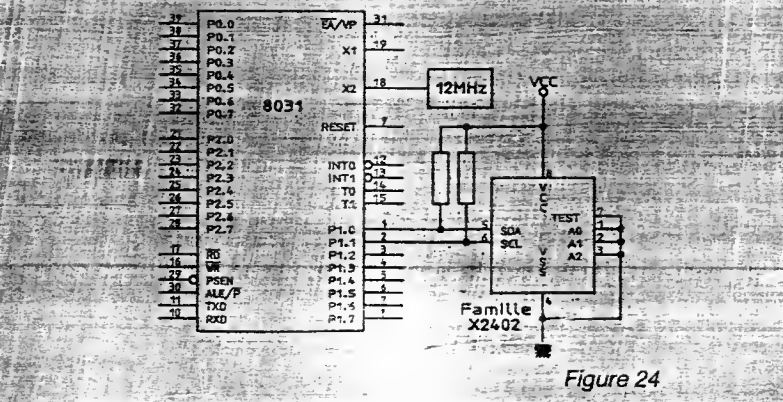 39 P0.0
38 P0.1
37 P0.2
36 P0.3
35 P0.4
34 P0.5
33 P0.6
32 P0.7
21 P2.0
22 P2.1
23 P2.2
24 P2.3
25 P2.4
26 P2.5
27 P2.6
28 P2.7
17 RD
16 WR
29 PSEN
30 ALE/P
11 TXD
10 RXD
8031
EA/VP 31
X1 19
X2 18
RESET
INT0 12
INT1 13
T0 14
T1 15
P1.0
P1.1 2
P1.2 3
P1.3 4
P1.4 5
P1.5 6
P1.6 7
P1.7
12MHz
VCC
8
VCC
TEST
5 SDA
6 SCL
A0 1
A1 2
A2 3
VSS
4
Famille
X2402
Figure 24